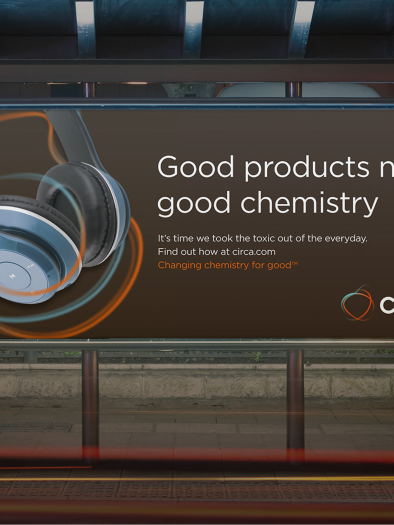 Good products
good chemistry
It's time we took the toxic out of the everyday.
Find out how at circa.com
Changing chemistry for good™